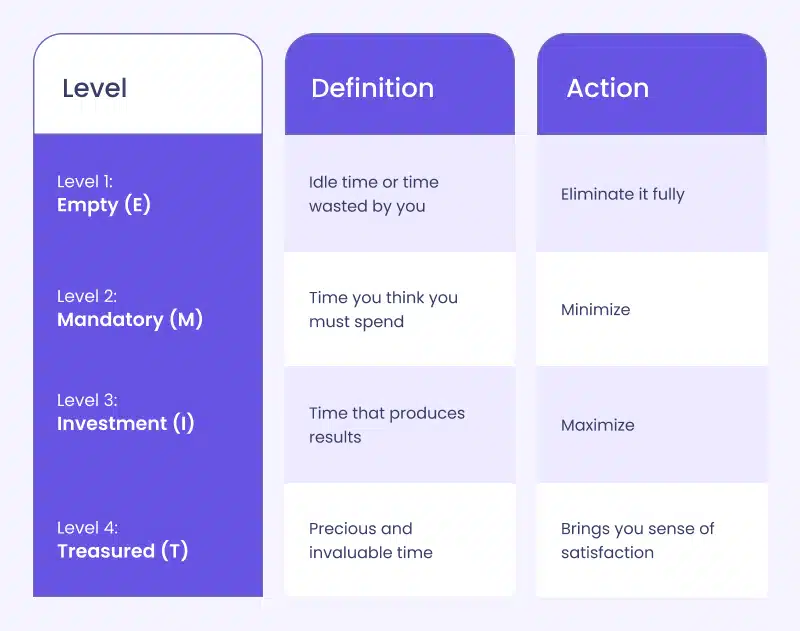 Level
Definition
Action
Level 1:
Empty (E)
Idle time or time
wasted by you
Eliminate it fully
Level 2:
Mandatory (M)
Time you think you
must spend
Minimize
Level 3:
Investment (I)
Time that produces
results
Maximize
Level 4:
Treasured (T)
Precious and
invaluable time
Brings you sense of
satisfaction